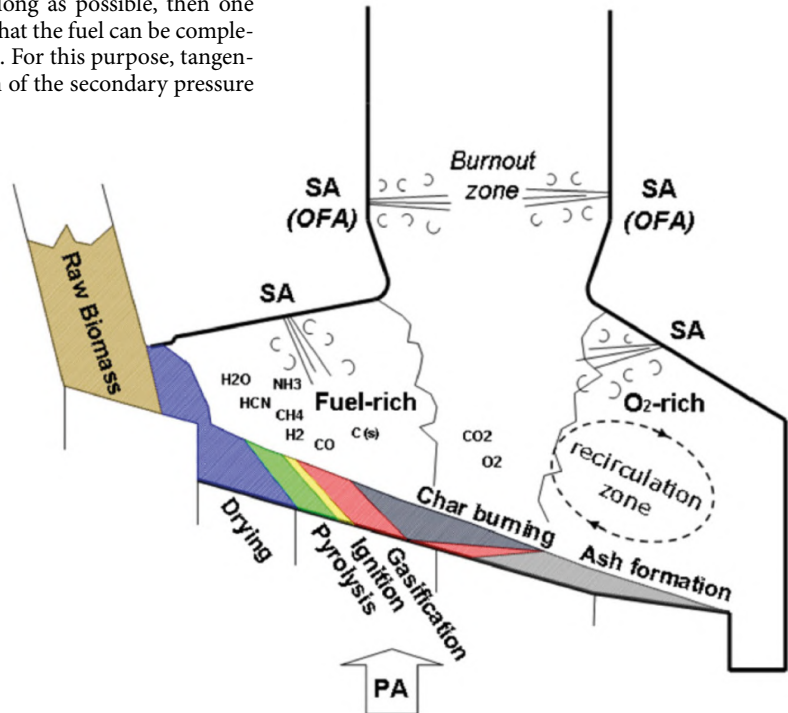 long as possible, then one
hat the fuel can be comple-
. For this purpose, tangen-
n of the secondary pressure
Burnout
zone
SA
(OFA)
SA
(OFA)
Raw Biomass
SA
SA
H2O
NH3
HCN
CH4
Fuel-rich
H2
CO
C (s)
CO2
O2
O2-rich
recirculation
zone
Drying
Pyrolysis
Ignition
Gasification
Char burning
Ash formation
PA